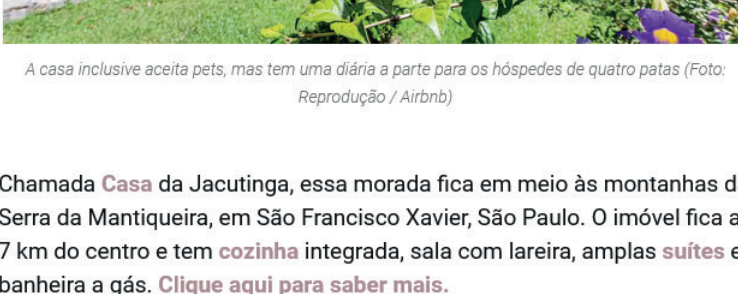 A casa inclusive aceita pets, mas tem uma diária a parte para os hóspedes de quatro patas (Foto:
Reprodução / Airbnb)
Chamada Casa da Jacutinga, essa morada fica em meio às montanhas da
Serra da Mantiqueira, em São Francisco Xavier, São Paulo. O imóvel fica a
7 km do centro e tem cozinha integrada, sala com lareira, amplas suítes e
banheira a gás. Clique aqui para saber mais.